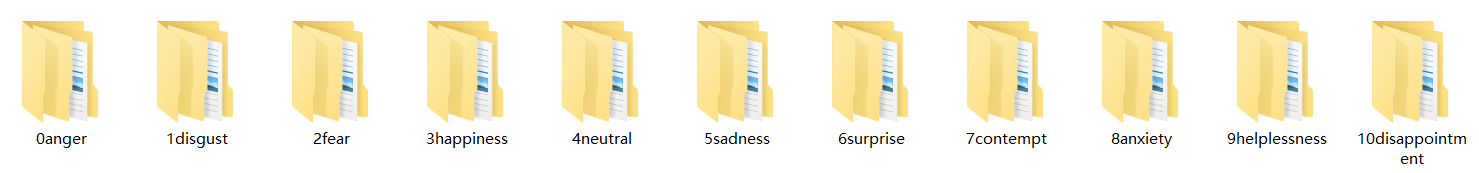 0anger
1disgust
2fear
3happiness
4neutral
5sadness
6surprise
7contempt
8anxiety
9helplessness
10disappointm
ent